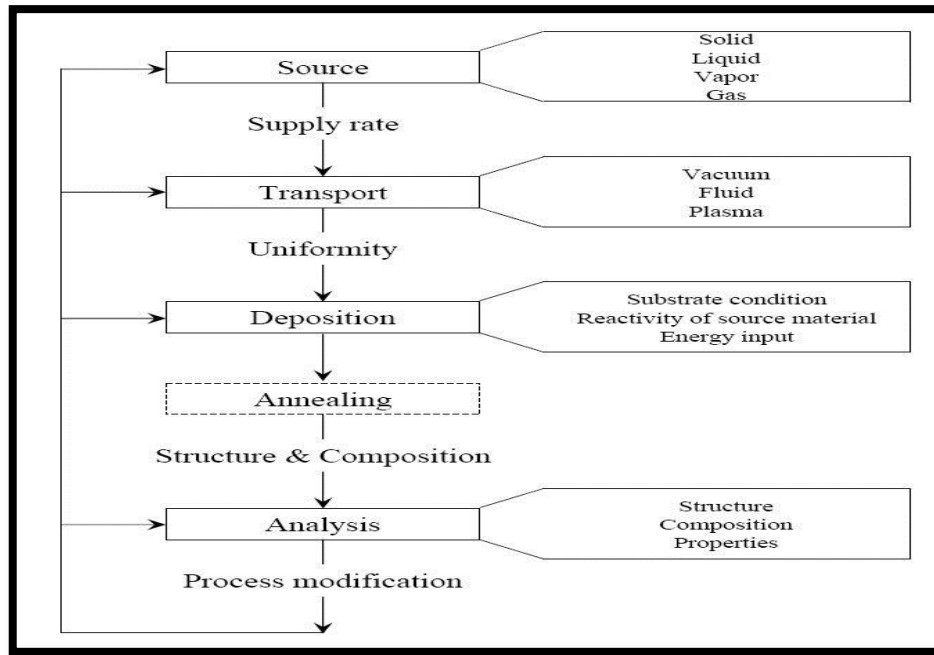 Source
Solid
Liquid
Vapor
Gas
Supply rate
Transport
Vacuum
Fluid
Plasma
Uniformity
Deposition
Substrate condition
Reactivity of source material
Energy input
Annealing
Structure & Composition
Analysis
Structure
Composition
Properties
Process modification